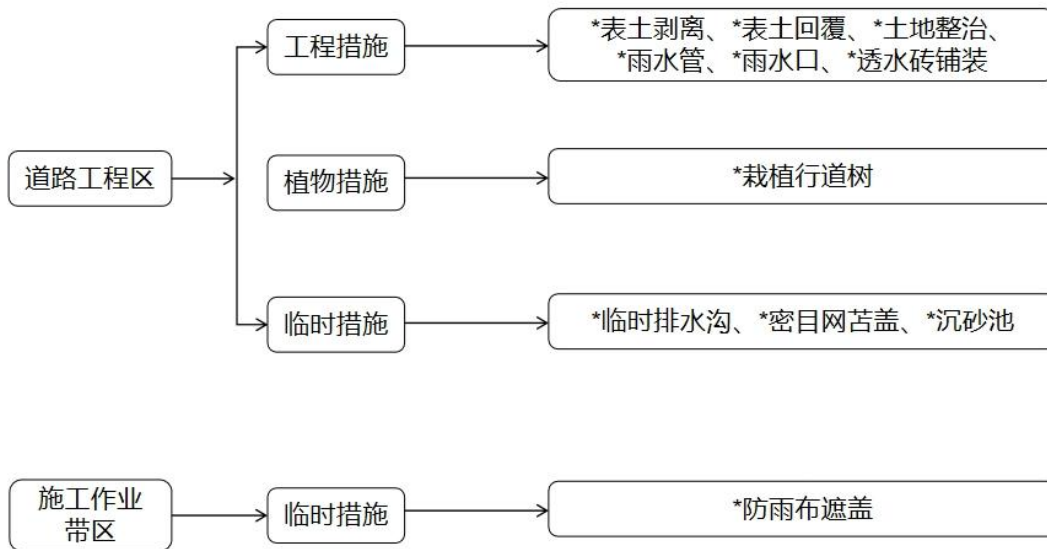 工程措施
*表土剥离、*表土回覆、*土地整治、
*雨水管、*雨水口、*透水砖铺装
道路工程区
植物措施
*栽植行道树
临时措施
*临时排水沟、*密目网苫盖、*沉砂池
施工作业
带区
临时措施
*防雨布遮盖